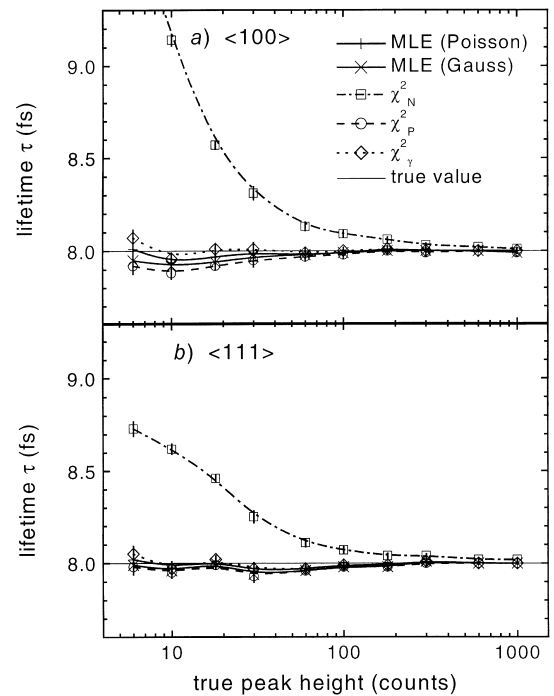 a) <100>
MLE (Poisson)
MLE (Gauss)
χ²N
χ²P
χ²γ
true value
lifetime τ (fs)
9.0
8.5
8.0
b) <111>
lifetime τ (fs)
9.0
8.5
8.0
10 100 1000
true peak height (counts)